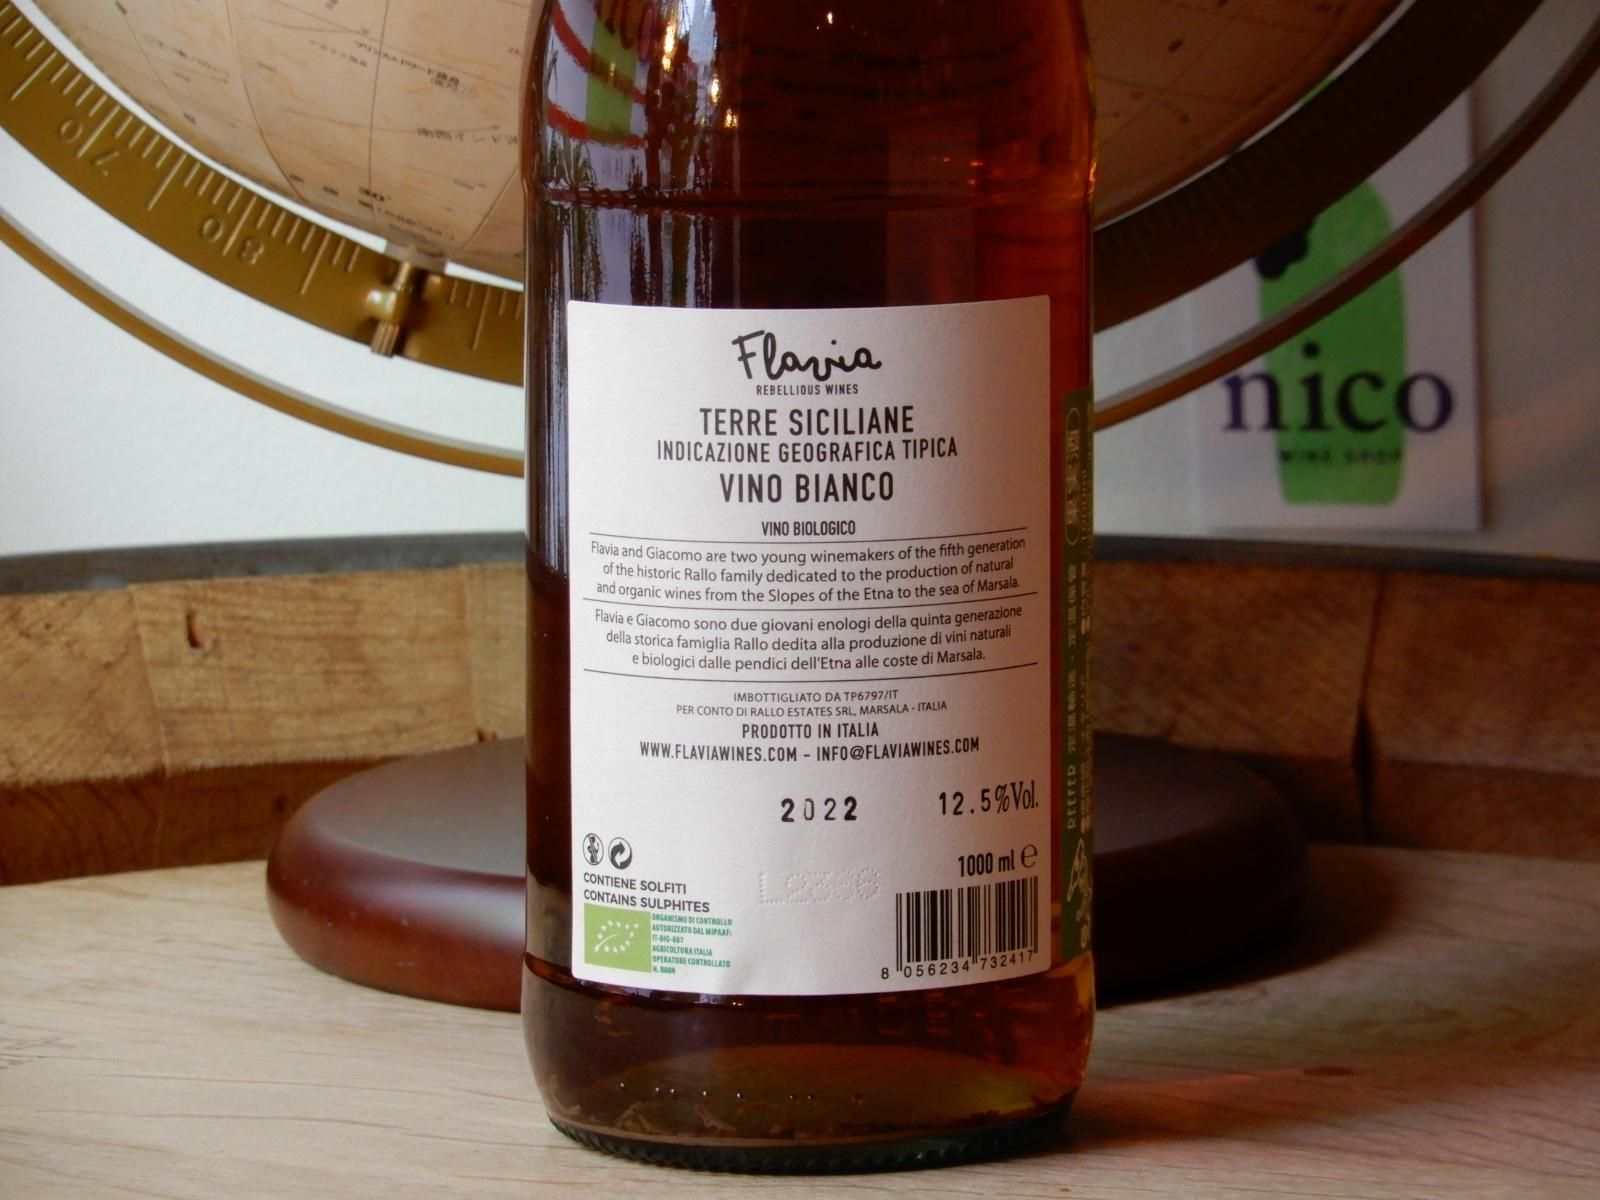 Flavia
REBELLIOUS WINES
TERRE SICILIANE
INDICAZIONE GEOGRAFICA TIPICA
VINO BIANCO
VINO BIOLOGICO
Flavia and Giacomo are two young winemakers of the fifth generation
of the historic Rallo family dedicated to the production of natural
and organic wines from the Slopes of the Etna to the sea of Marsala.
Flavia e Giacomo sono due giovani enologi della quinta generazione
della storica famiglia Rallo dedita alla produzione di vini naturali
e biologici dalle pendici dell'Etna alle coste di Marsala.
IMBOTTIGLIATO DA TP6797/IT
PER CONTO DI RALLO ESTATES SRL, MARSALA - ITALIA
PRODOTTO IN ITALIA
WWW.FLAVIAWINES.COM - INFO@FLAVIAWINES.COM
2022
12.5%Vol.
1000 ml e
CONTIENE SOLFITI
CONTAINS SULPHITES
ORGANISMO DI CONTROLLO
AUTORIZZATO DAL MIPAAF:
IT-BIO-007
AGRICOLTURA ITALIA
OPERATORE CONTROLLATO
8 056234 732417
REEFER
nico
WINE SHOP
70
80
30°